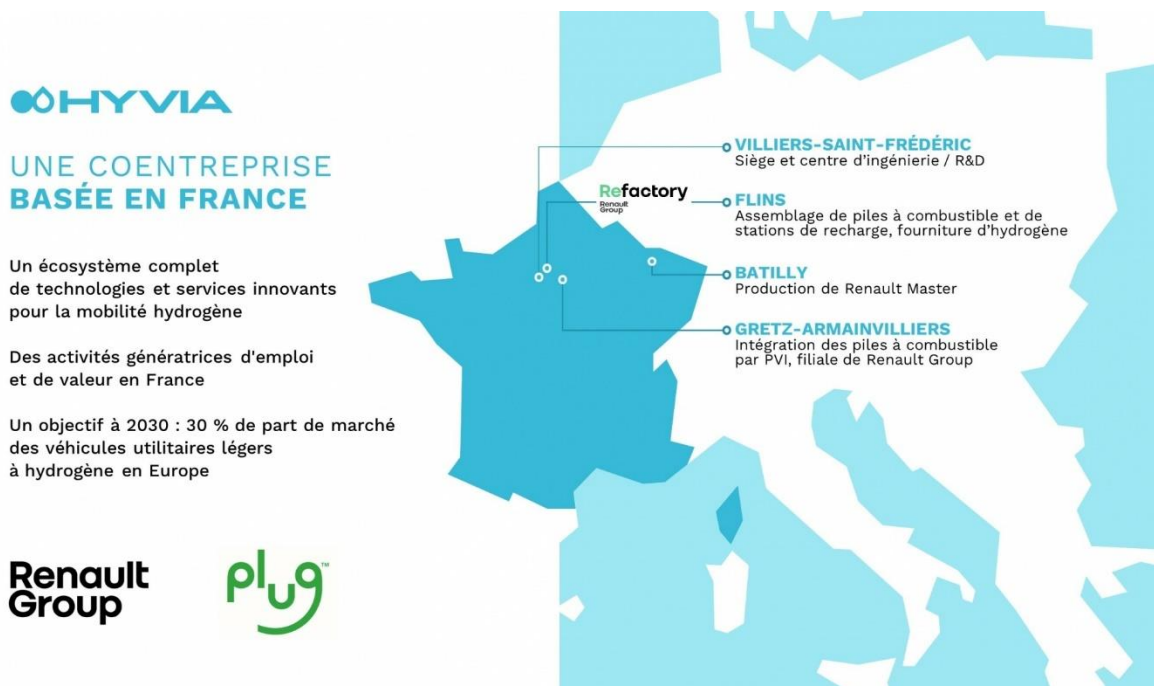 HYVIA
UNE COENTREPRISE
BASÉE EN FRANCE
Un écosystème complet
de technologies et services innovants
pour la mobilité hydrogène
Des activités génératrices d'emploi
et de valeur en France
Un objectif à 2030 : 30 % de part de marché
des véhicules utilitaires légers
à hydrogène en Europe
Renault
Group
plug™
Refactory
Renault
Group
VILLIERS-SAINT-FRÉDÉRIC
Siège et centre d'ingénierie / R&D
FLINS
Assemblage de piles à combustible et de
stations de recharge, fourniture d'hydrogène
BATILLY
Production de Renault Master
GRETZ-ARMAINVILLIERS
Intégration des piles à combustible
par PVI, filiale de Renault Group